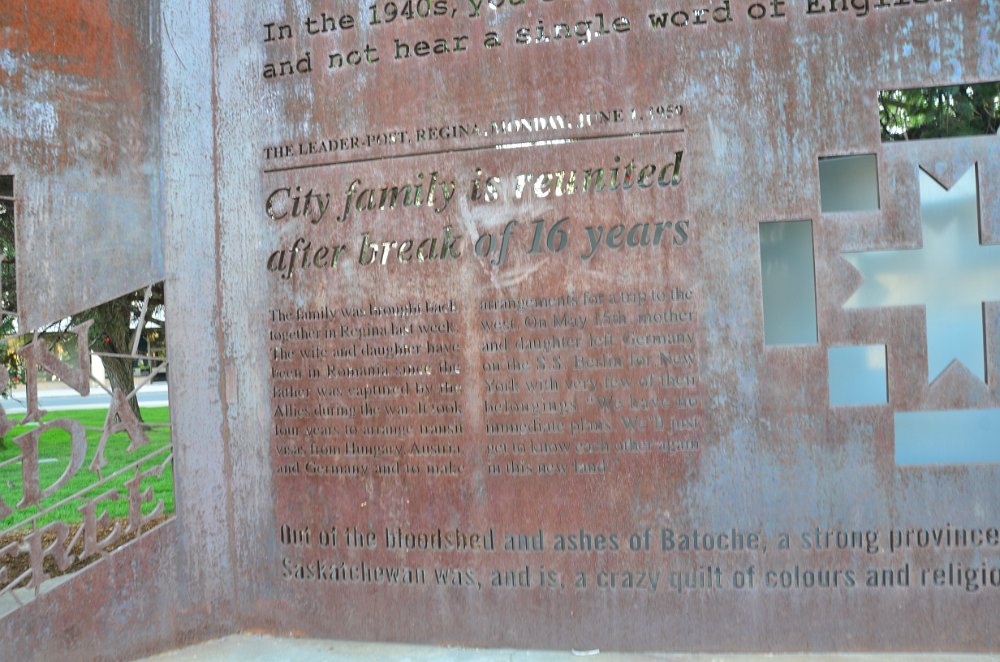 In the 1940s, you
and not hear a single word of English
THE LEADER-POST, REGINA, MONDAY, JUNE 1, 1959
City family is reunited
after break of 16 years
The family was brought back
together in Regina last week.
The wife and daughter have
been in Romania since the
father was captured by the
Allies during the war. It took
four years to arrange transit
visas from Hungary, Austria
and Germany and to make
arrangements for a trip to the
west. On May 15th, mother
and daughter left Germany
on the S.S. Berlin for New
York with very few of their
belongings. "We have no
immediate plans. We'll just
get to know each other again
in this new land."
Out of the bloodshed and ashes of Batoche, a strong province
Saskatchewan was, and is, a crazy quilt of colours and religio